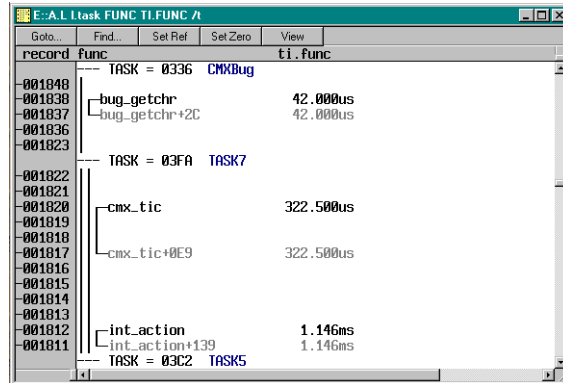 E::A.L I.task FUNC TI.FUNC /t
Goto... Find... Set Ref Set Zero View
record func ti.func
--- TASK = 0336 CMXBug
-001848
-001838 bug_getchr 42.000us
-001837 bug_getchr+2C 42.000us
-001836
-001823
--- TASK = 03FA TASK7
-001822
-001821
-001820 cmx_tic 322.500us
-001819
-001818
-001817 cmx_tic+0E9 322.500us
-001816
-001815
-001814
-001813
-001812 int_action 1.146ms
-001811 int_action+139 1.146ms
--- TASK = 03C2 TASK5